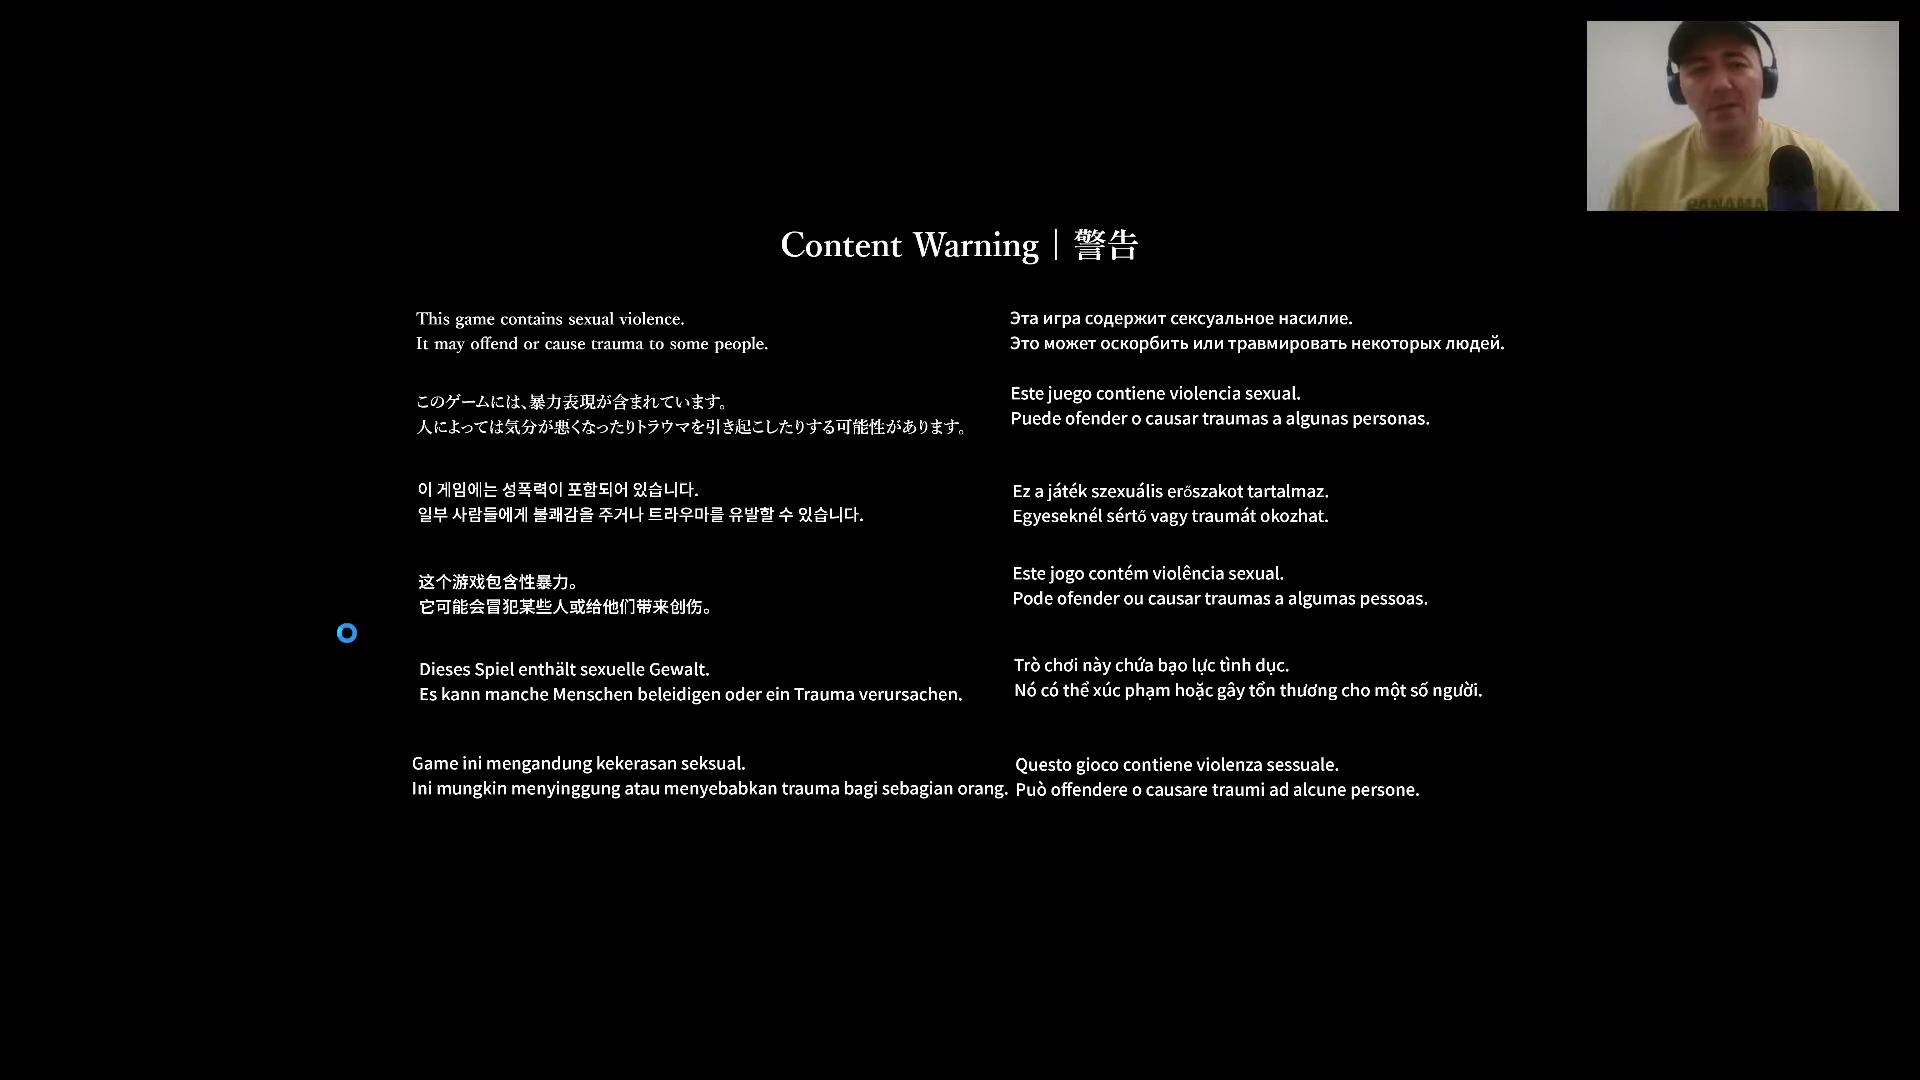 Content Warning | 警告
This game contains sexual violence.
It may offend or cause trauma to some people.
このゲームには、暴力表現が含まれています。
人によっては気分が悪くなったりトラウマを引き起こしたりする可能性があります。
이 게임에는 성폭력이 포함되어 있습니다.
일부 사람들에게 불쾌감을 주거나 트라우마를 유발할 수 있습니다.
这个游戏包含性暴力。
它可能会冒犯某些人或给他们带来创伤。
Dieses Spiel enthält sexuelle Gewalt.
Es kann manche Menschen beleidigen oder ein Trauma verursachen.
Game ini mengandung kekerasan seksual.
Ini mungkin menyinggung atau menyebabkan trauma bagi sebagian orang.
Эта игра содержит сексуальное насилие.
Это может оскорбить или травмировать некоторых людей.
Este juego contiene violencia sexual.
Puede ofender o causar traumas a algunas personas.
Ez a játék szexuális erőszakot tartalmaz.
Egyeseknél sértő vagy traumát okozhat.
Este jogo contém violência sexual.
Pode ofender ou causar traumas a algumas pessoas.
Trò chơi này chứa bạo lực tình dục.
Nó có thể xúc phạm hoặc gây tổn thương cho một số người.
Questo gioco contiene violenza sessuale.
Può offendere o causare traumi ad alcune persone.